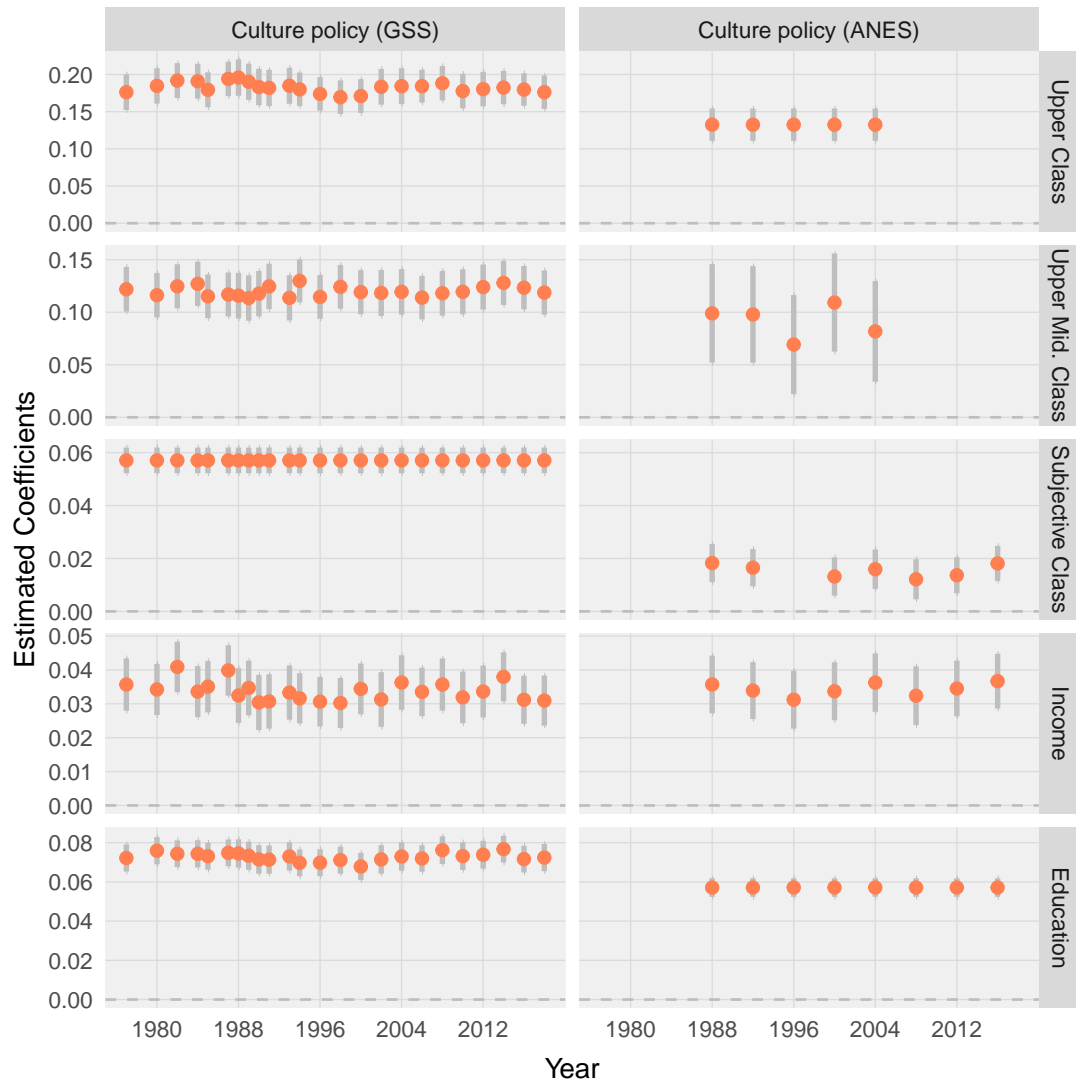 Culture policy (GSS)
Culture policy (ANES)
0.20
0.15
0.10
0.05
0.00
Upper Class
0.15
0.10
0.05
0.00
Upper Mid. Class
0.06
0.04
0.02
0.00
Subjective Class
0.05
0.04
0.03
0.02
0.01
0.00
Income
0.08
0.06
0.04
0.02
0.00
Education
Estimated Coefficients
1980 1988 1996 2004 2012
1980 1988 1996 2004 2012
Year